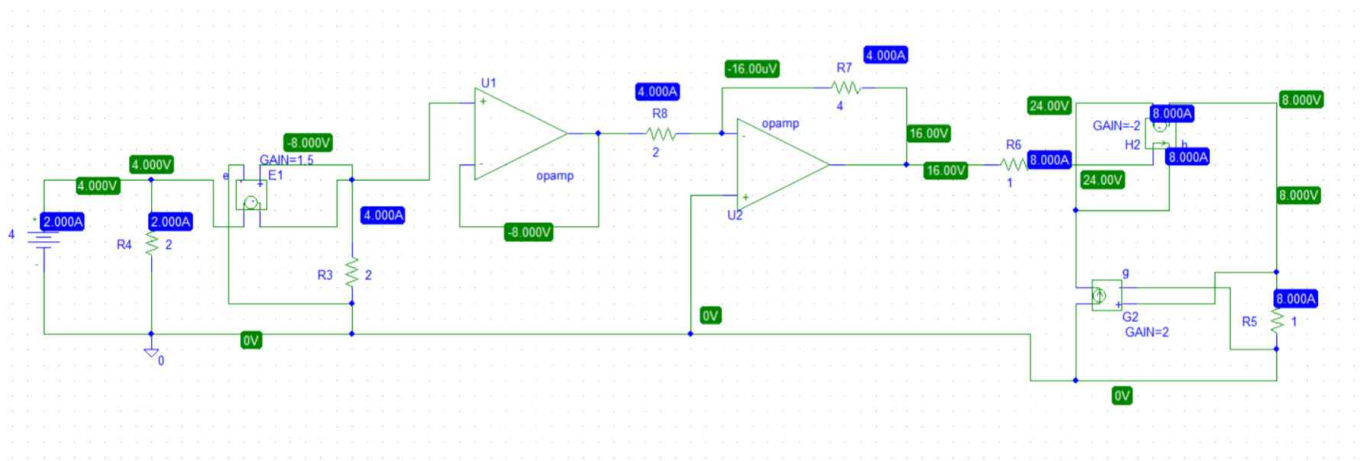 -16.00uV
R7
4.000A
4
U1
+
-
opamp
4.000A
R8
2
opamp
-
+
U2
16.00V
16.00V
24.00V
GAIN=-2
8.000A
H2
h
8.000A
8.000V
R6
8.000A
1
24.00V
8.000V
-8.000V
GAIN=1.5
e
E1
+
4.000V
4.000V
+
2.000A
4
-
2.000A
R4
2
4.000A
R3
2
-8.000V
0V
0V
0
g
+
G2
GAIN=2
8.000A
R5
1
0V